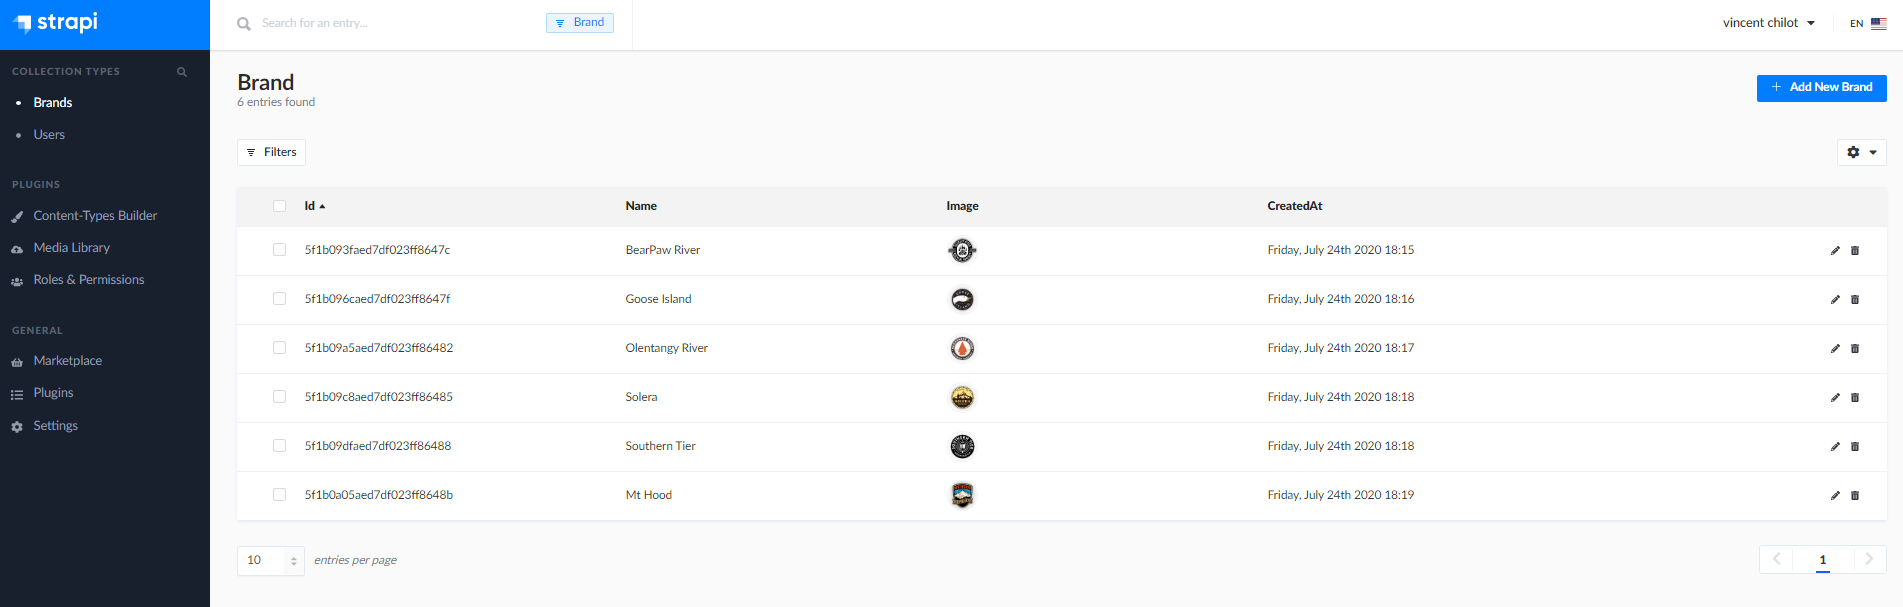 strapi
Search for an entry...
Brand
vincent chilot
EN
COLLECTION TYPES
Brands
Users
PLUGINS
Content-Types Builder
Media Library
Roles & Permissions
GENERAL
Marketplace
Plugins
Settings
Brand
6 entries found
Add New Brand
Filters
Id Name Image CreatedAt
5f1b093faed7df023ff8647c BearPaw River Friday, July 24th 2020 18:15
5f1b096caed7df023ff8647f Goose Island Friday, July 24th 2020 18:16
5f1b09a5aed7df023ff86482 Olentangy River Friday, July 24th 2020 18:17
5f1b09c8aed7df023ff86485 Solera Friday, July 24th 2020 18:18
5f1b09dfaed7df023ff86488 Southern Tier Friday, July 24th 2020 18:18
5f1b0a05aed7df023ff8648b Mt Hood Friday, July 24th 2020 18:19
10 entries per page
1